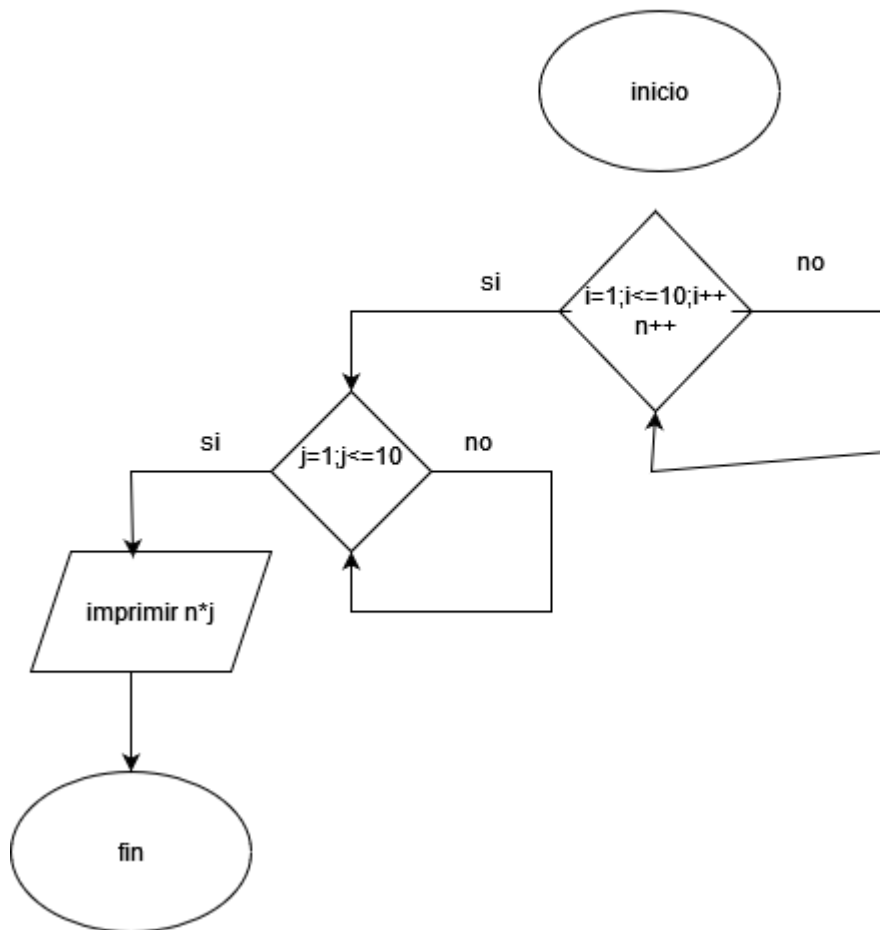 inicio
no
si
i=1;i<=10;i++
n++
si
no
j=1;j<=10
imprimir n*j
fin